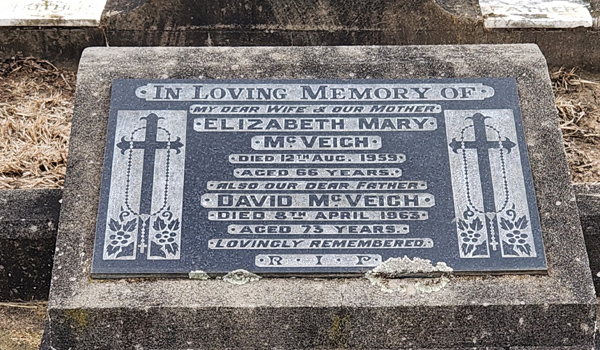 IN LOVING MEMORY OF
MY DEAR WIFE & OUR MOTHER
ELIZABETH MARY
McVEIGH
DIED 12TH AUG. 1959.
AGED 66 YEARS.
ALSO OUR DEAR FATHER
DAVID McVEIGH
DIED 8TH APRIL 1963.
AGED 73 YEARS.
LOVINGLY REMEMBERED.
R · I · P